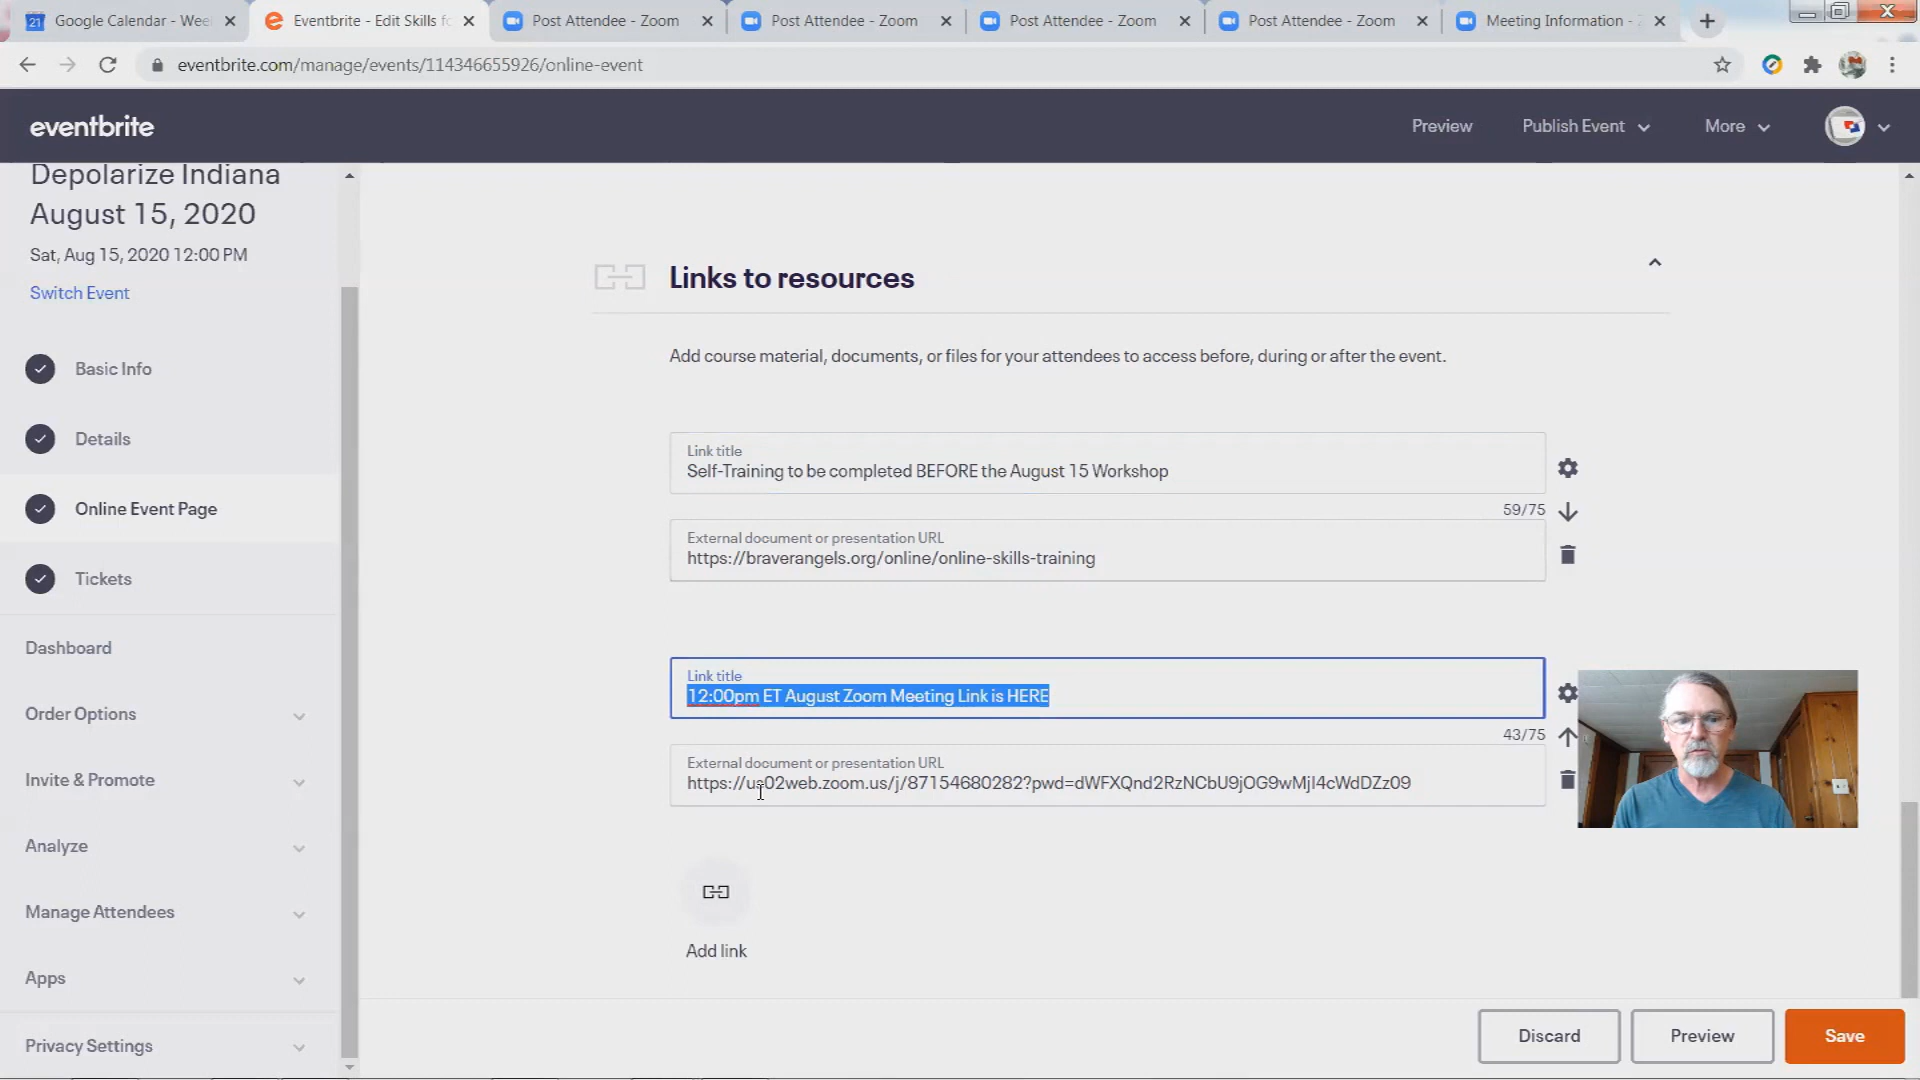 Google Calendar - Wee
Eventbrite - Edit Skills fo
Post Attendee - Zoom
Post Attendee - Zoom
Post Attendee - Zoom
Post Attendee - Zoom
Meeting Information -
eventbrite.com/manage/events/114346655926/online-event
eventbrite
Preview
Publish Event
More
Depolarize Indiana
August 15, 2020
Sat, Aug 15, 2020 12:00 PM
Switch Event
Basic Info
Details
Online Event Page
Tickets
Dashboard
Order Options
Invite & Promote
Analyze
Manage Attendees
Apps
Privacy Settings
Links to resources
Add course material, documents, or files for your attendees to access before, during or after the event.
Link title
Self-Training to be completed BEFORE the August 15 Workshop
59/75
External document or presentation URL
https://braverangels.org/online/online-skills-training
Link title
12:00pm ET August Zoom Meeting Link is HERE
43/75
External document or presentation URL
https://us02web.zoom.us/j/87154680282?pwd=dWFXQnd2RzNCbU9jOG9wMjI4cWdDZz09
Add link
Discard
Preview
Save